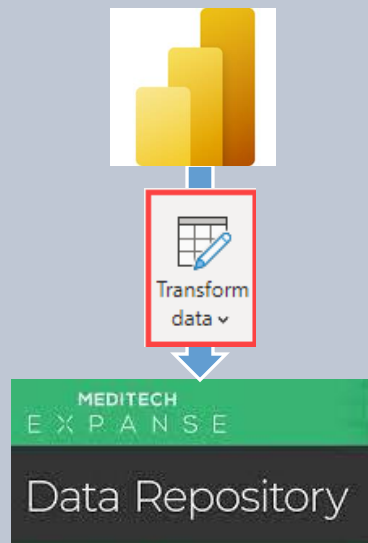 Transform
data
MEDITECH
EXPANSE
Data Repository